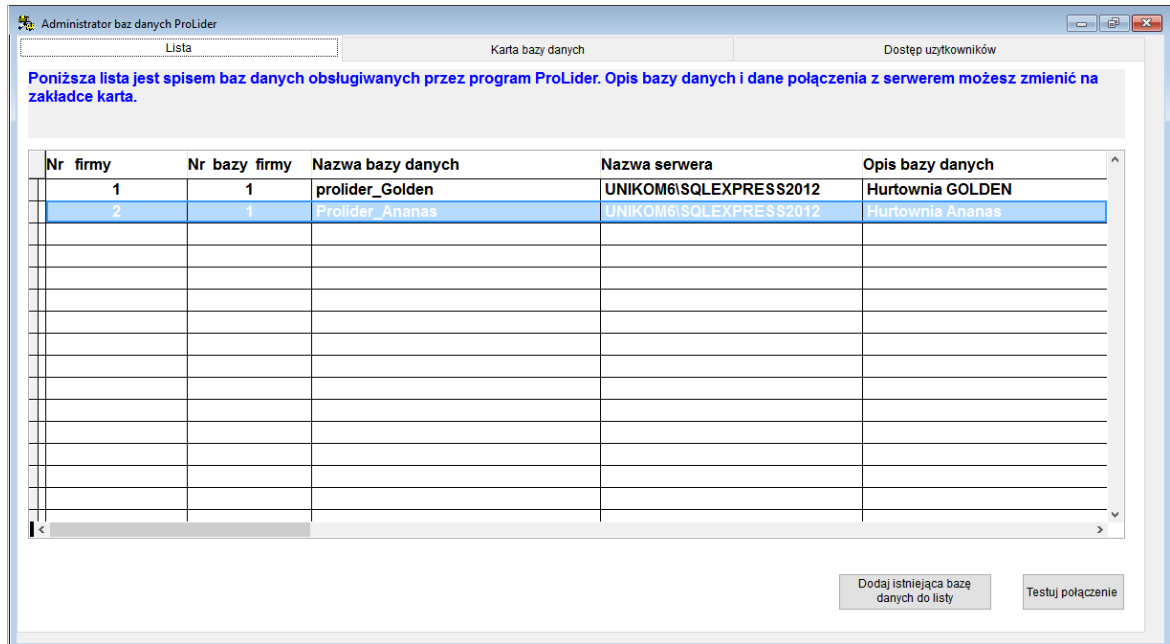 Administrator baz danych ProLider
Lista Karta bazy danych Dostęp uzytkowników
Poniższa lista jest spisem baz danych obsługiwanych przez program ProLider. Opis bazy danych i dane połączenia z serwerem możesz zmienić na
zakładce karta.
Nr firmy Nr bazy firmy Nazwa bazy danych Nazwa serwera Opis bazy danych
1 1 prolider_Golden UNIKOM6\SQLEXPRESS2012 Hurtownia GOLDEN
2 1 Prolider_Ananas UNIKOM6\SQLEXPRESS2012 Hurtownia Ananas
Dodaj istniejąca bazę
danych do listy
Testuj połączenie